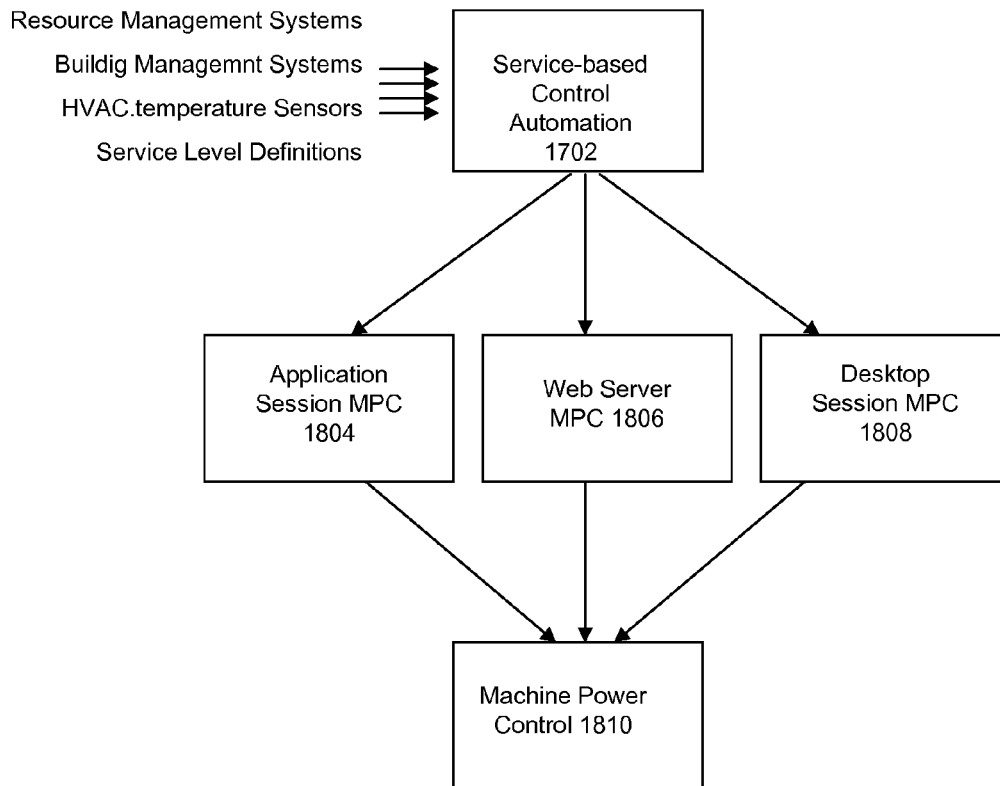 Resource Management Systems
Buildig Managemnt Systems
HVAC.temperature Sensors
Service Level Definitions
Service-based
Control
Automation
1702
Application
Session MPC
1804
Web Server
MPC 1806
Desktop
Session MPC
1808
Machine Power
Control 1810